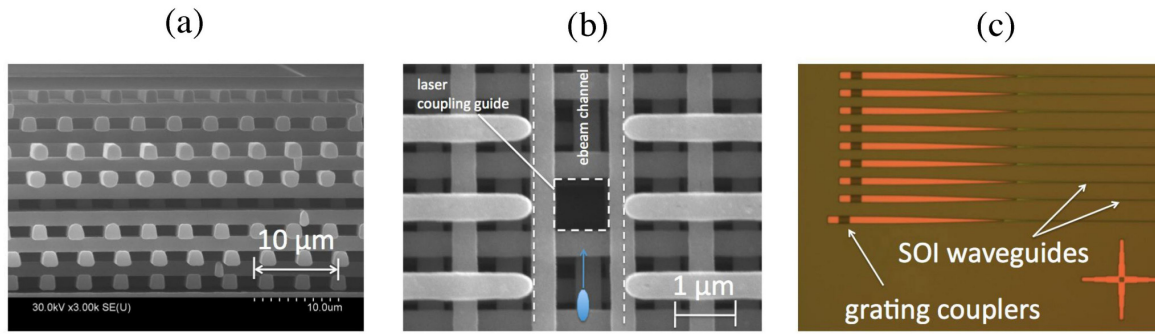 (a)
(b)
(c)
10 μm
30.0kV x3.00k SE(U)
10.0um
laser
coupling guide
ebeam channel
1 μm
SOI waveguides
grating couplers